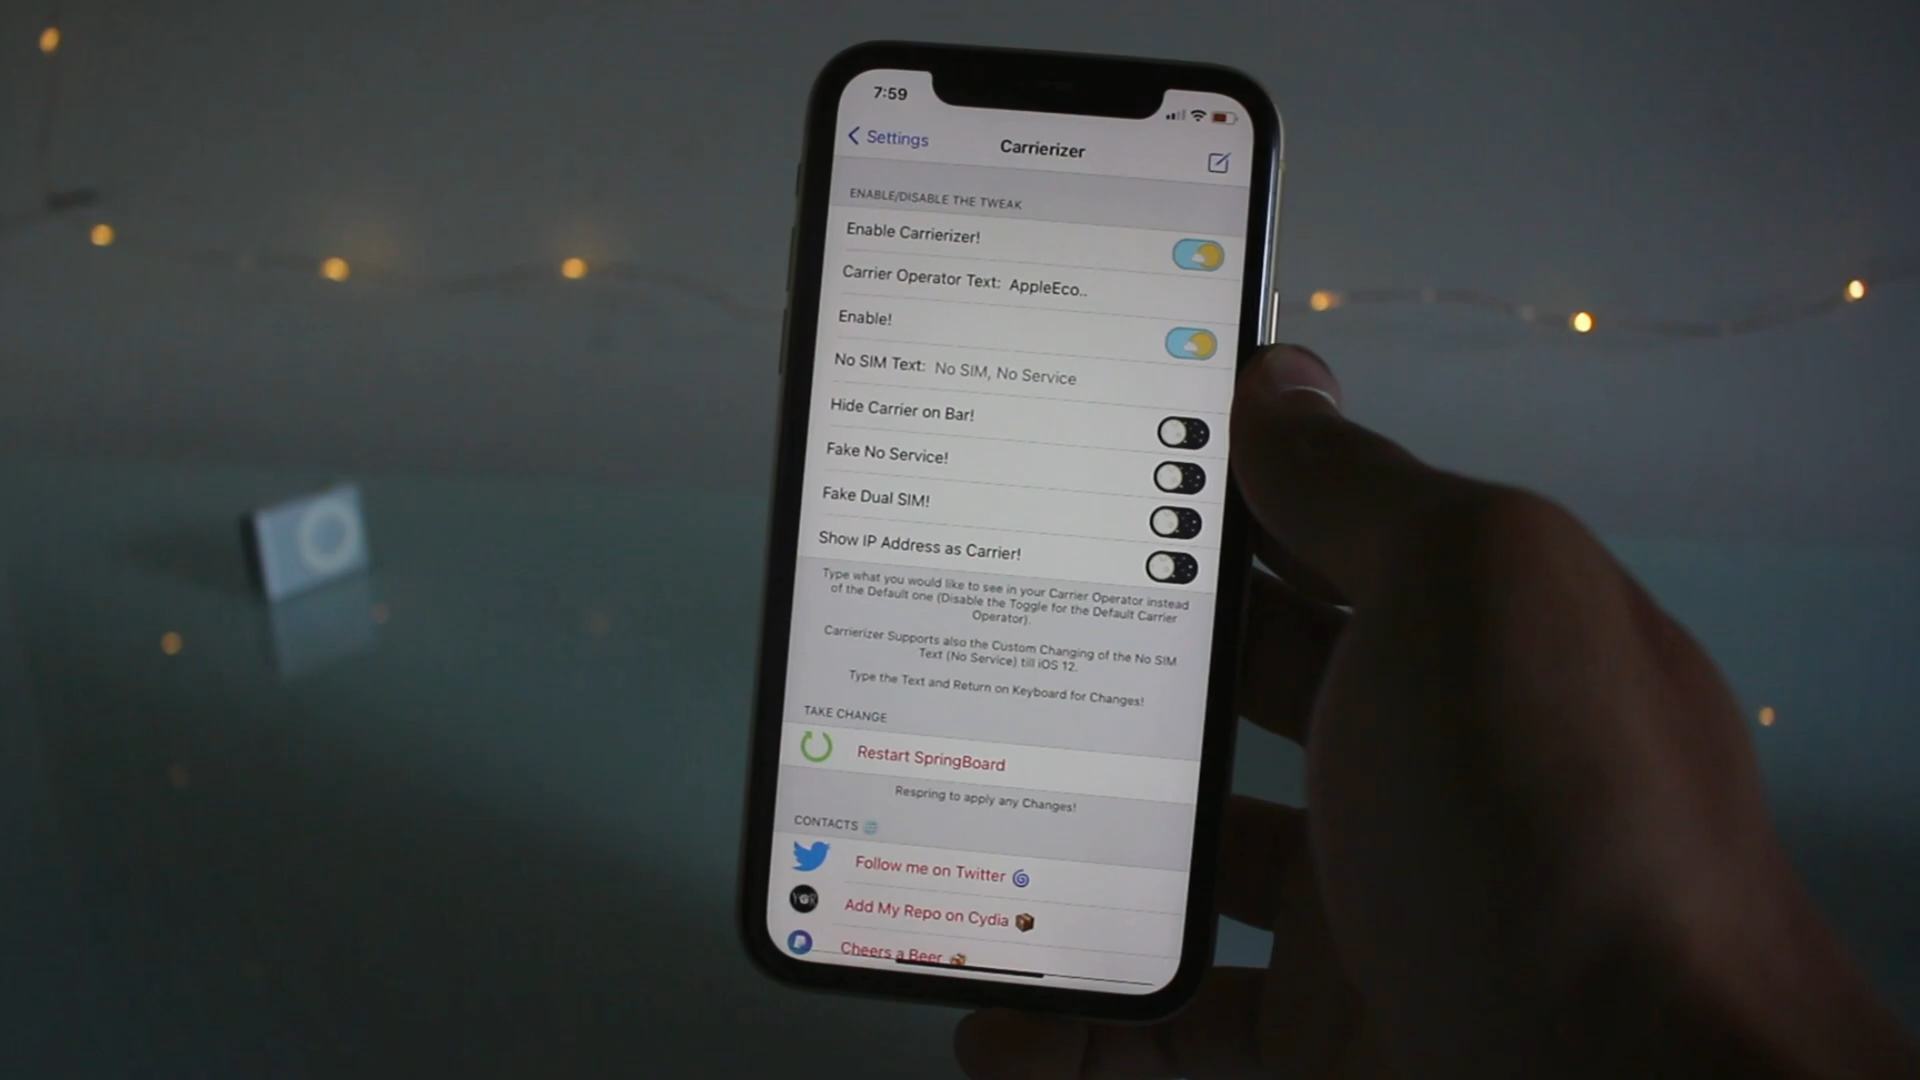 7:59
Settings
Carrierizer
ENABLE/DISABLE THE TWEAK
Enable Carrierizer!
Carrier Operator Text: AppleEco..
Enable!
No SIM Text: No SIM, No Service
Hide Carrier on Bar!
Fake No Service!
Fake Dual SIM!
Show IP Address as Carrier!
Type what you would like to see in your Carrier Operator instead
of the Default one (Disable the Toggle for the Default Carrier
Operator).
Carrierizer Supports also the Custom Changing of the No SIM
Text (No Service) till iOS 12.
Type the Text and Return on Keyboard for Changes!
TAKE CHANGE
Restart SpringBoard
Respring to apply any Changes!
CONTACTS
Follow me on Twitter
Add My Repo on Cydia
Cheers a Beer